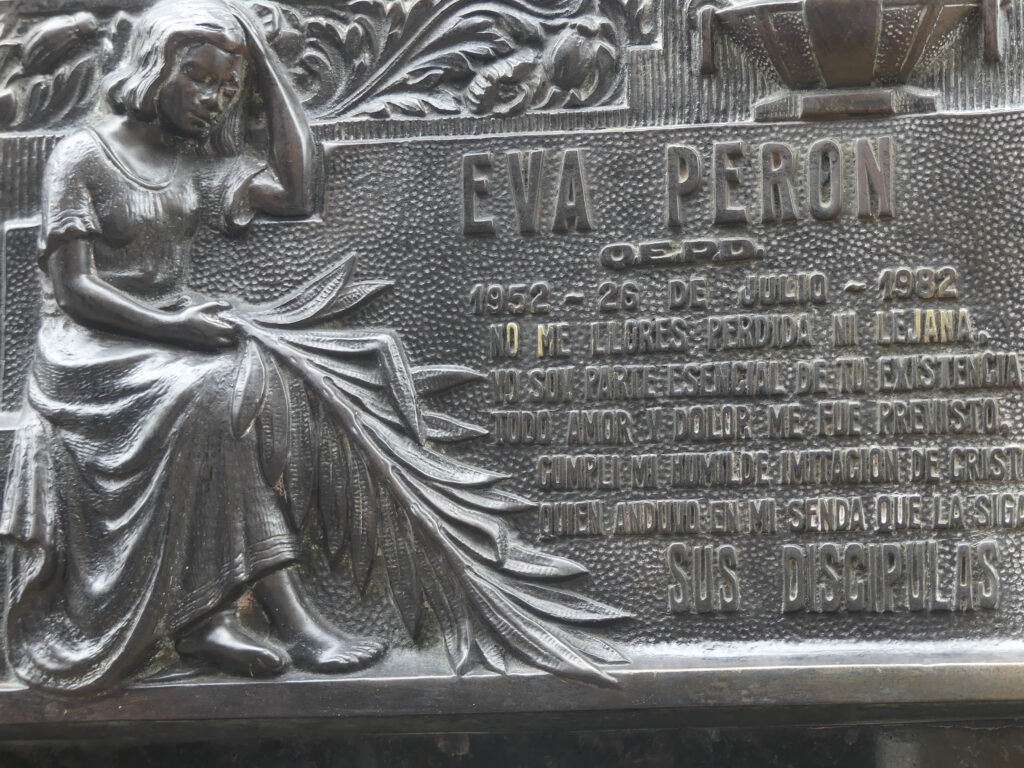 EVA PERON
Q.E.P.D.
1952 ~ 26 DE JULIO ~ 1982
NO ME LLORES PERDIDA NI LEJANA.
YO SOY PARTE ESENCIAL DE TU EXISTENCIA
TODO AMOR Y DOLOR ME FUE PREVISTO.
CUMPLI MI HUMILDE IMITACION DE CRISTO
QUIEN ANDUVO EN MI SENDA QUE LA SIGA
SUS DISCIPULAS